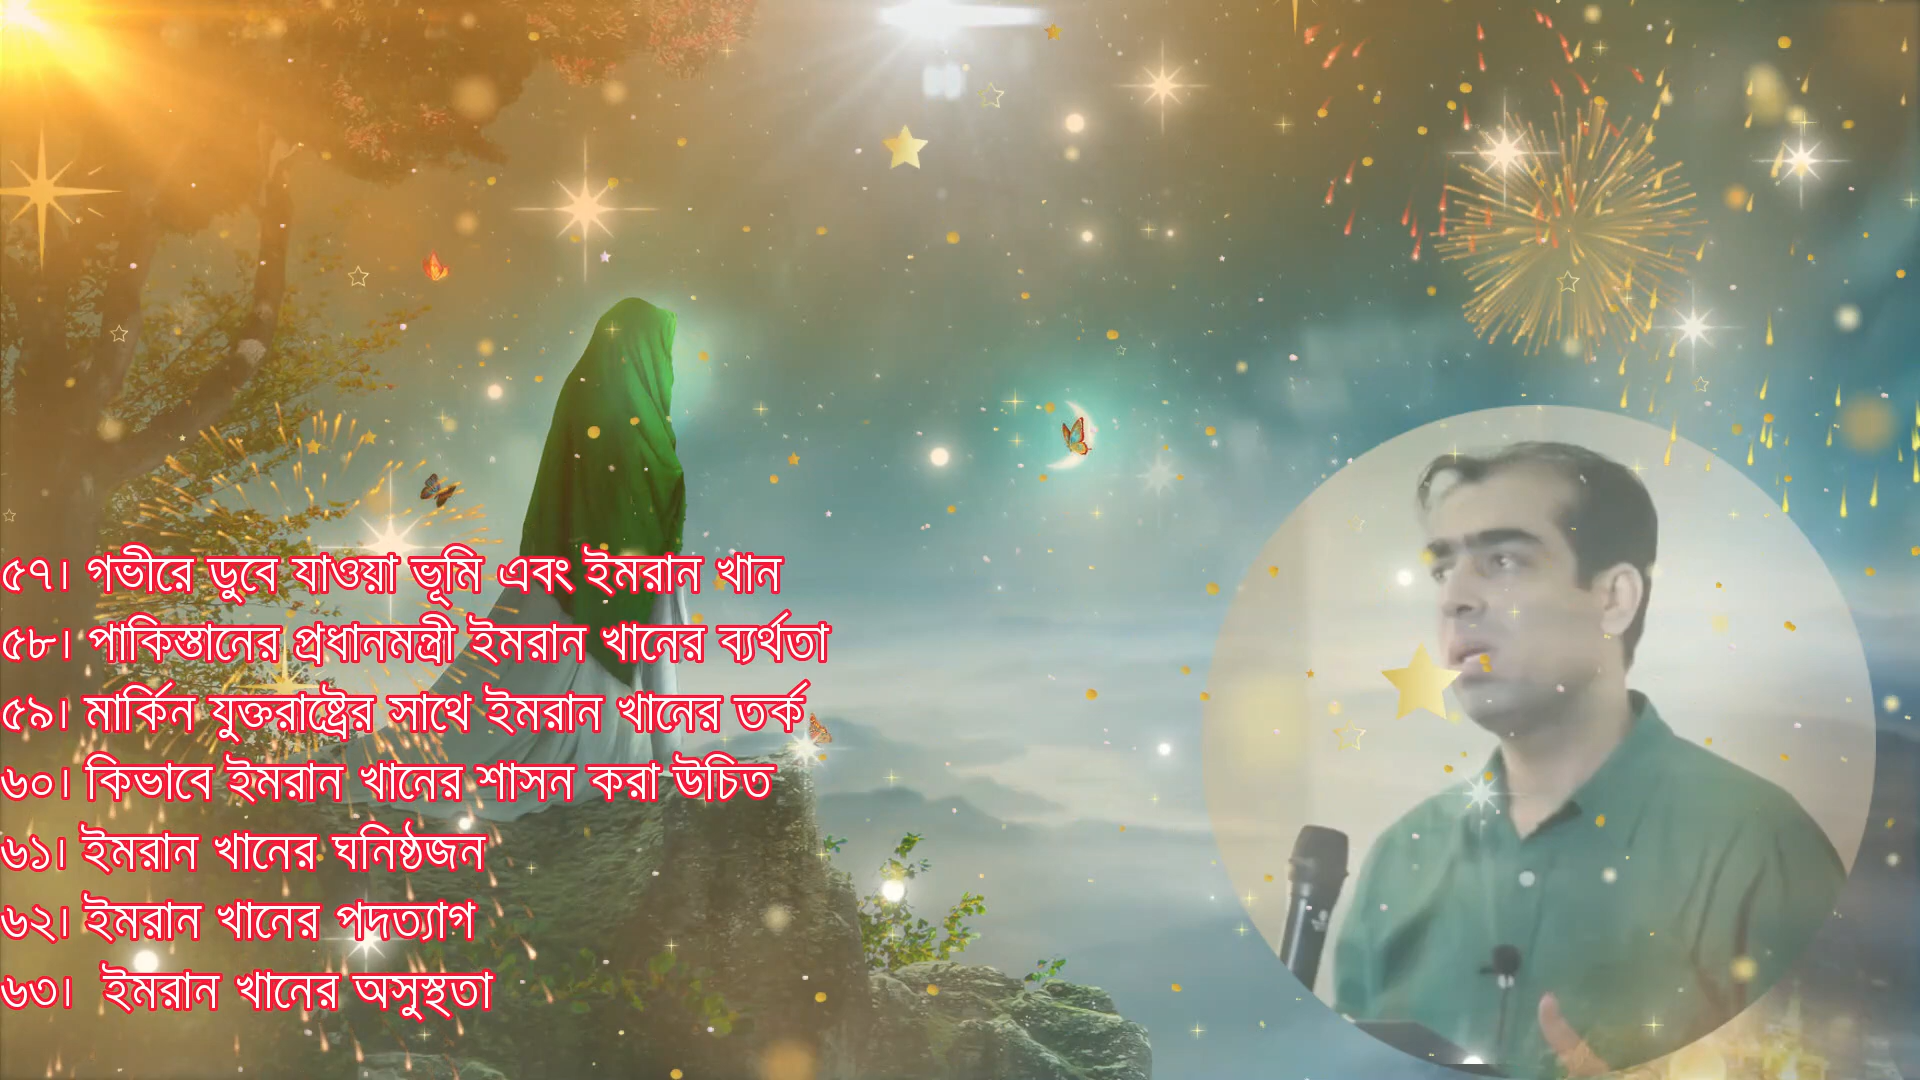 ৫৭। গভীরে ডুবে যাওয়া ভূমি এবং ইমরান খান
৫৮। পাকিস্তানের প্রধানমন্ত্রী ইমরান খানের ব্যর্থতা
৫৯। মার্কিন যুক্তরাষ্ট্রের সাথে ইমরান খানের তর্ক
৬০। কিভাবে ইমরান খানের শাসন করা উচিত
৬১। ইমরান খানের ঘনিষ্ঠজন
৬২। ইমরান খানের পদত্যাগ
৬৩।  ইমরান খানের অসুস্থতা